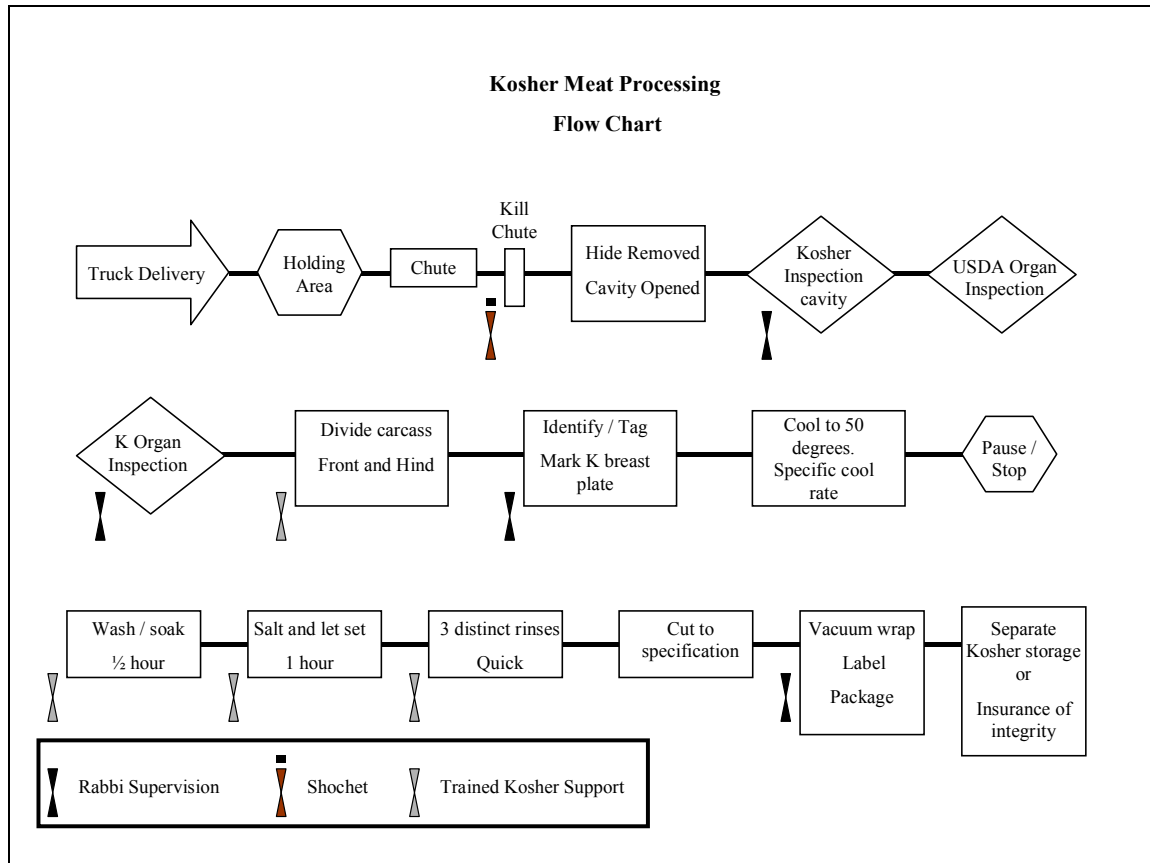 Kosher Meat Processing
Flow Chart
Truck Delivery
Holding
Area
Chute
Kill
Chute
Hide Removed
Cavity Opened
Kosher
Inspection
cavity
USDA Organ
Inspection
K Organ
Inspection
Divide carcass
Front and Hind
Identify / Tag
Mark K breast
plate
Cool to 50
degrees.
Specific cool
rate
Pause /
Stop
Wash / soak
½ hour
Salt and let set
1 hour
3 distinct rinses
Quick
Cut to
specification
Vacuum wrap
Label
Package
Separate
Kosher storage
or
Insurance of
integrity
Rabbi Supervision
Shochet
Trained Kosher Support